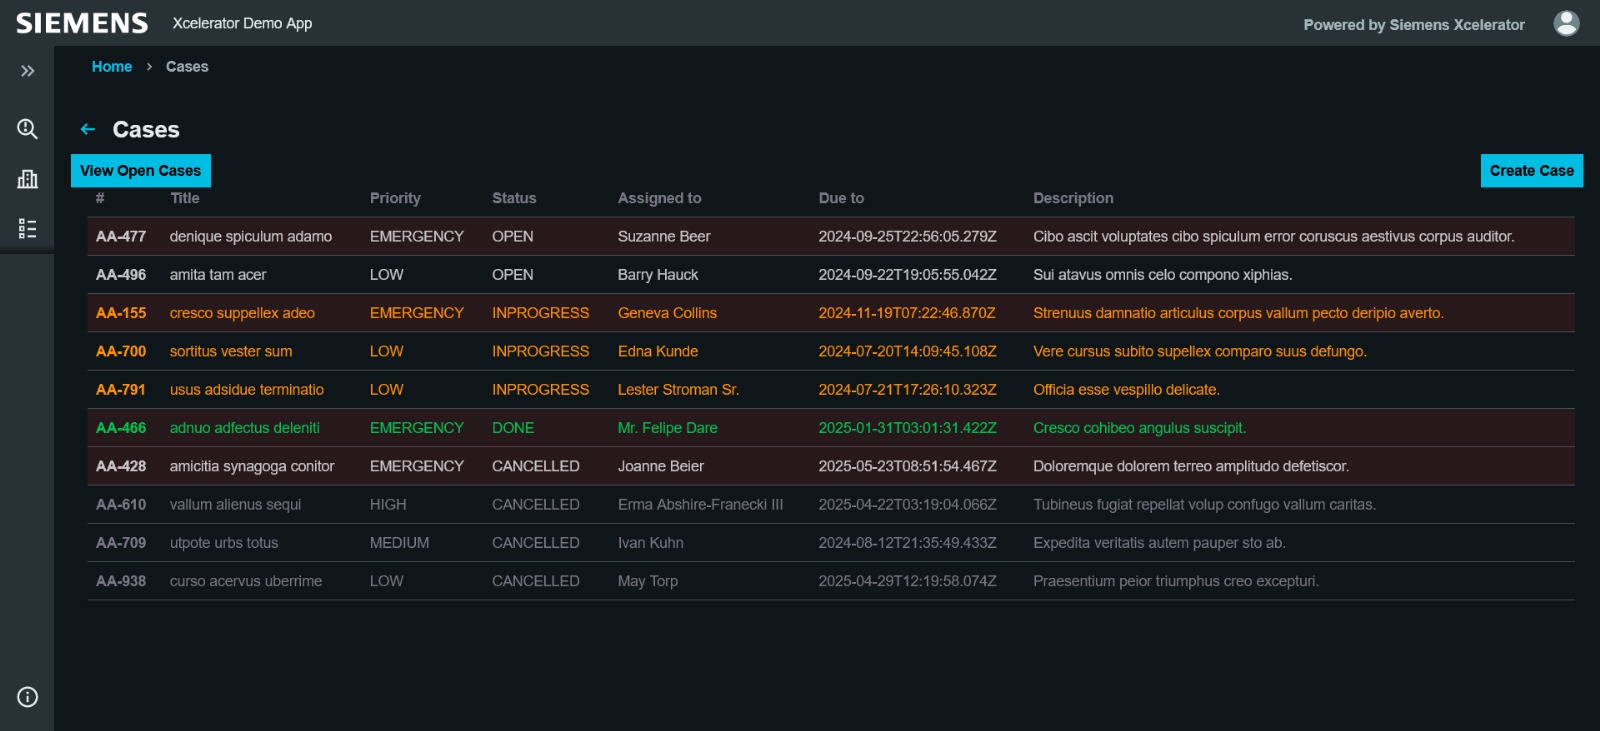 SIEMENS Xcelerator Demo App Powered by Siemens Xcelerator
Home > Cases
Cases
View Open Cases Create Case
# Title Priority Status Assigned to Due to Description
AA-477 denique spiculum adamo EMERGENCY OPEN Suzanne Beer 2024-09-25T22:56:05.279Z Cibo ascit voluptates cibo spiculum error coruscus aestivus corpus auditor.
AA-496 amita tam acer LOW OPEN Barry Hauck 2024-09-22T19:05:55.042Z Sui atavus omnis celo compono xiphias.
AA-155 cresco suppellex adeo EMERGENCY INPROGRESS Geneva Collins 2024-11-19T07:22:46.870Z Strenuus damnatio articulus corpus vallum pecto deripio averto.
AA-700 sortitus vester sum LOW INPROGRESS Edna Kunde 2024-07-20T14:09:45.108Z Vere cursus subito supellex comparo suus defungo.
AA-791 usus adsidue terminatio LOW INPROGRESS Lester Stroman Sr. 2024-07-21T17:26:10.323Z Officia esse vespillo delicate.
AA-466 adnuo adfectus deleniti EMERGENCY DONE Mr. Felipe Dare 2025-01-31T03:01:31.422Z Cresco cohibeo angulus suscipit.
AA-428 amicitia synagoga conitor EMERGENCY CANCELLED Joanne Beier 2025-05-23T08:51:54.467Z Doloremque dolorem terreo amplitudo defetiscor.
AA-610 vallum alienus sequi HIGH CANCELLED Erma Abshire-Franecki III 2025-04-22T03:19:04.066Z Tubineus fugiat repellat volup confugo vallum caritas.
AA-709 utpote urbs totus MEDIUM CANCELLED Ivan Kuhn 2024-08-12T21:35:49.433Z Expedita veritatis autem pauper sto ab.
AA-938 curso acervus uberrime LOW CANCELLED May Torp 2025-04-29T12:19:58.074Z Praesentium peior triumphus creo excepturi.